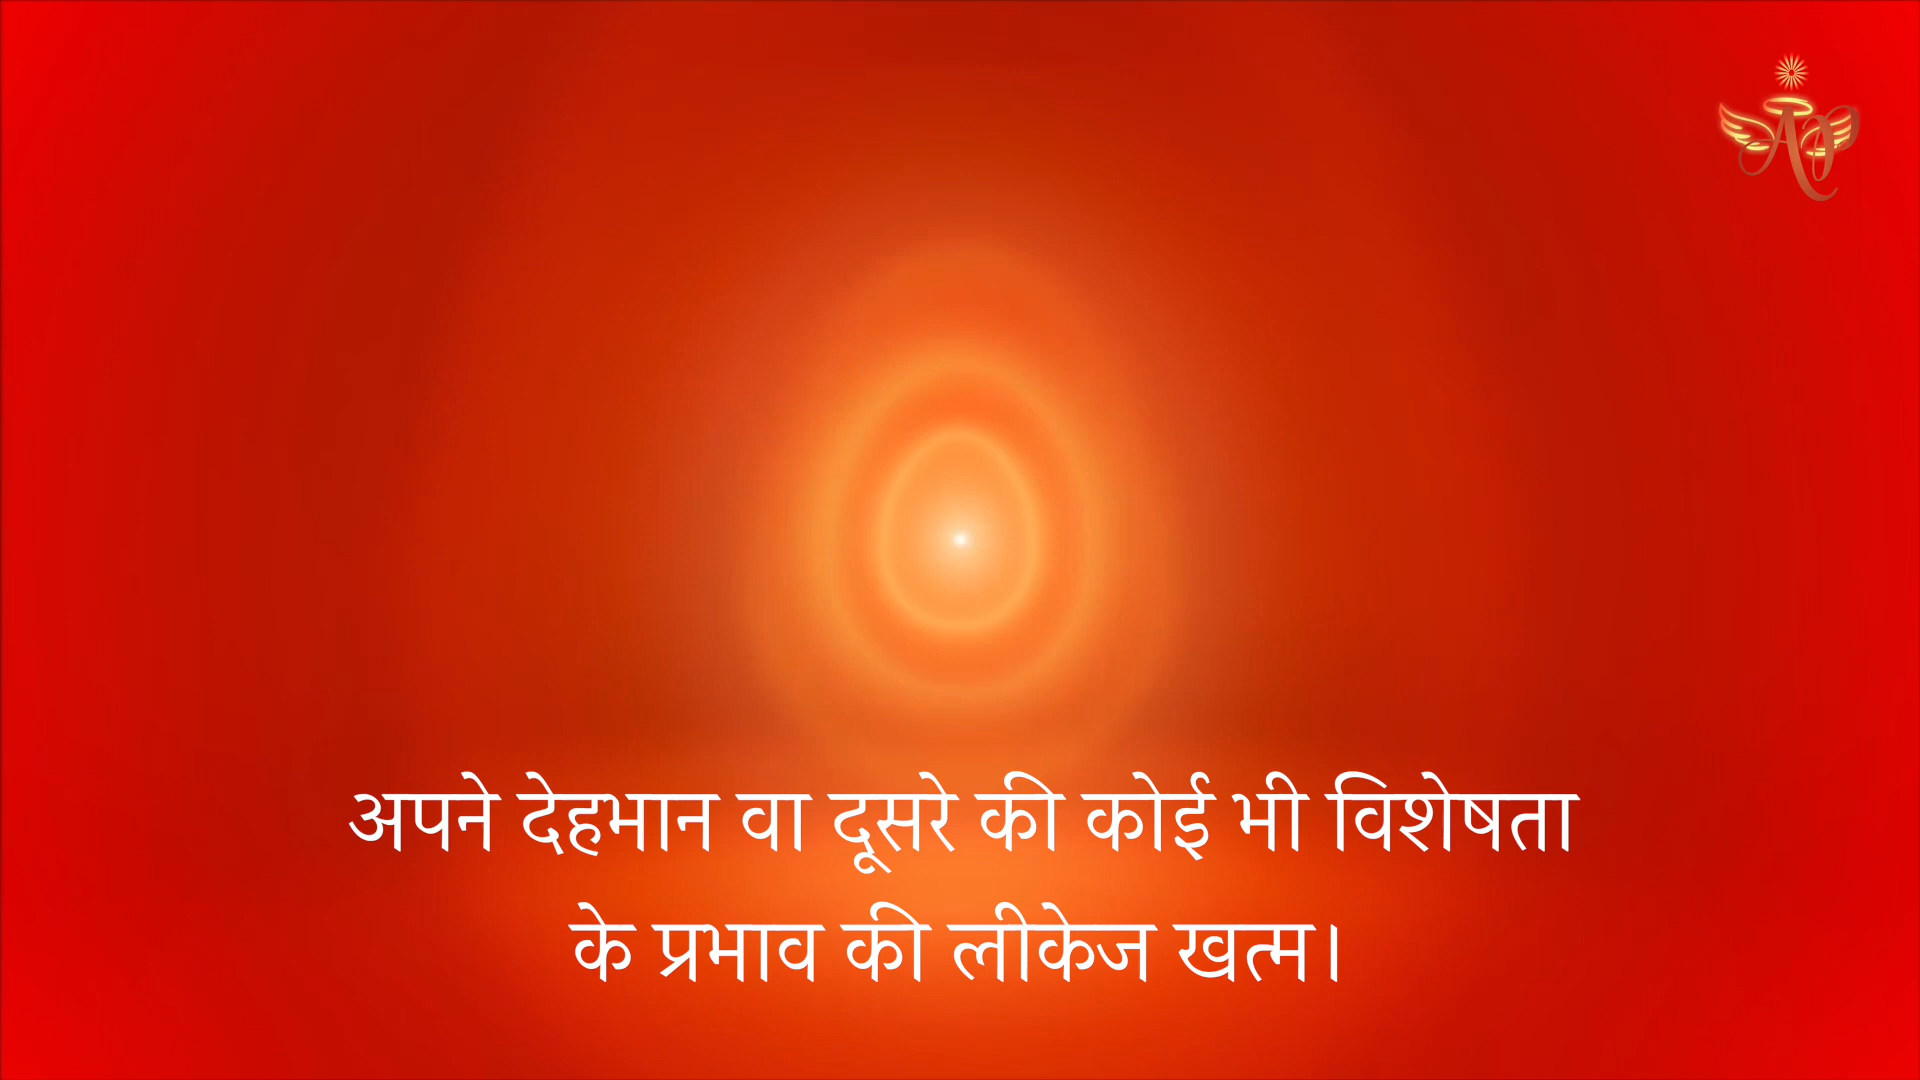 अपने देहभान वा दूसरे की कोई भी विशेषता
के प्रभाव की लीकेज खत्म।